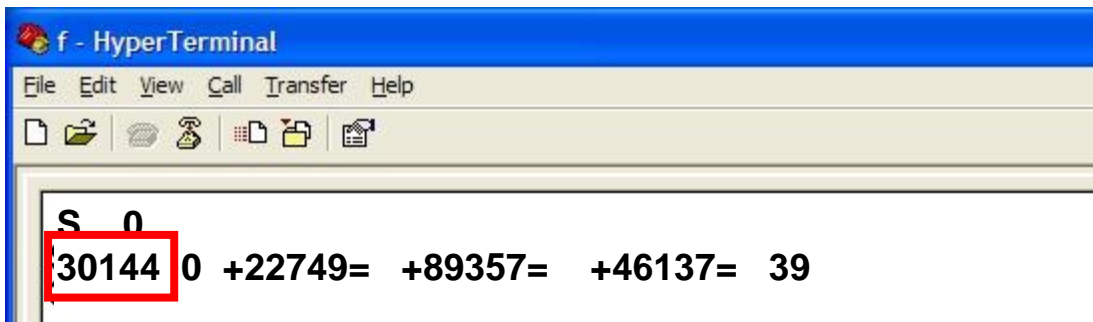 f - HyperTerminal
File Edit View Call Transfer Help
S 0
30144 0 +22749= +89357= +46137= 39